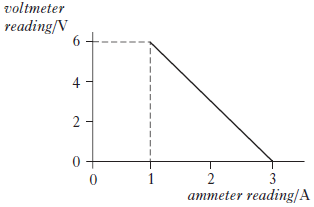 voltmeter
reading/V
6
4
2
0
0 1 2 3
ammeter reading/A